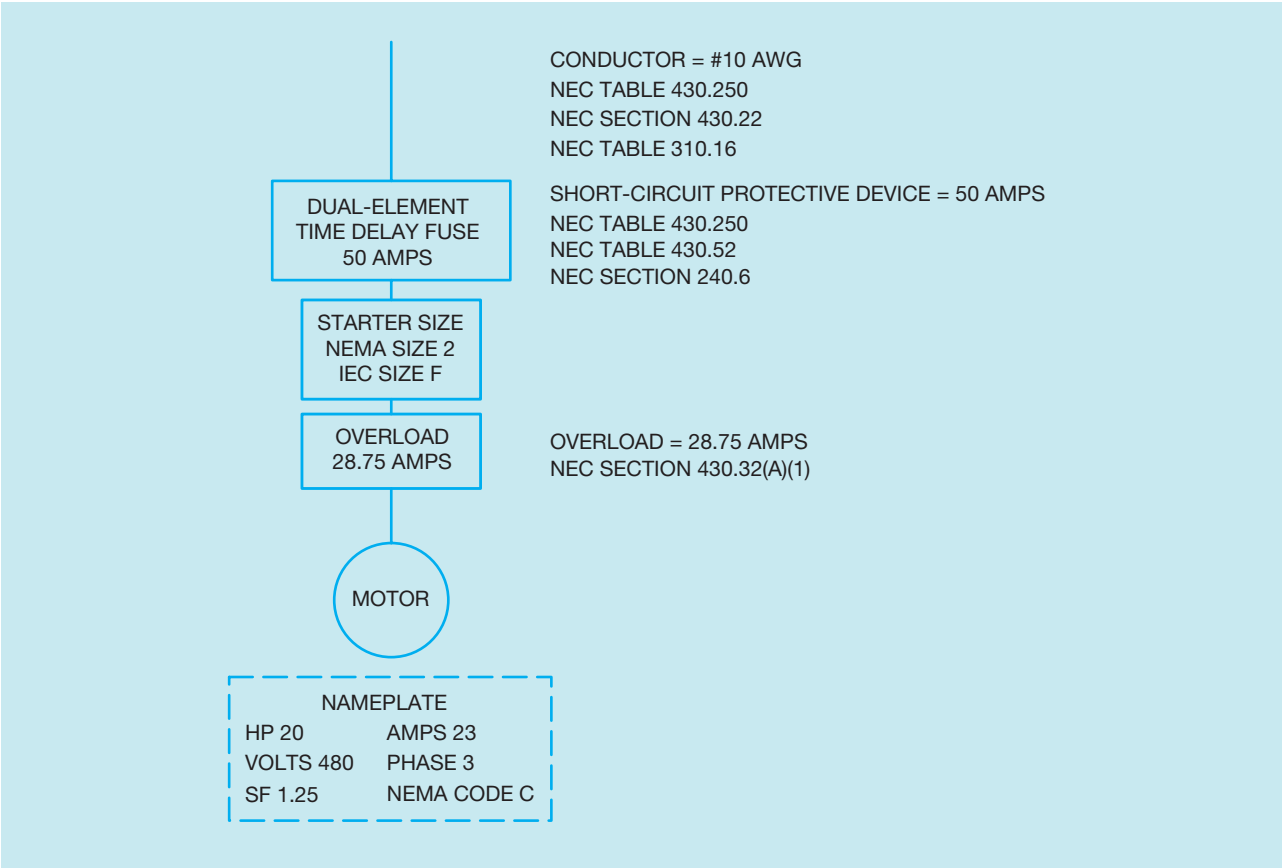 CONDUCTOR = #10 AWG
NEC TABLE 430.250
NEC SECTION 430.22
NEC TABLE 310.16
DUAL-ELEMENT
TIME DELAY FUSE
50 AMPS
SHORT-CIRCUIT PROTECTIVE DEVICE = 50 AMPS
NEC TABLE 430.250
NEC TABLE 430.52
NEC SECTION 240.6
STARTER SIZE
NEMA SIZE 2
IEC SIZE F
OVERLOAD
28.75 AMPS
OVERLOAD = 28.75 AMPS
NEC SECTION 430.32(A)(1)
MOTOR
NAMEPLATE
HP 20 AMPS 23
VOLTS 480 PHASE 3
SF 1.25 NEMA CODE C